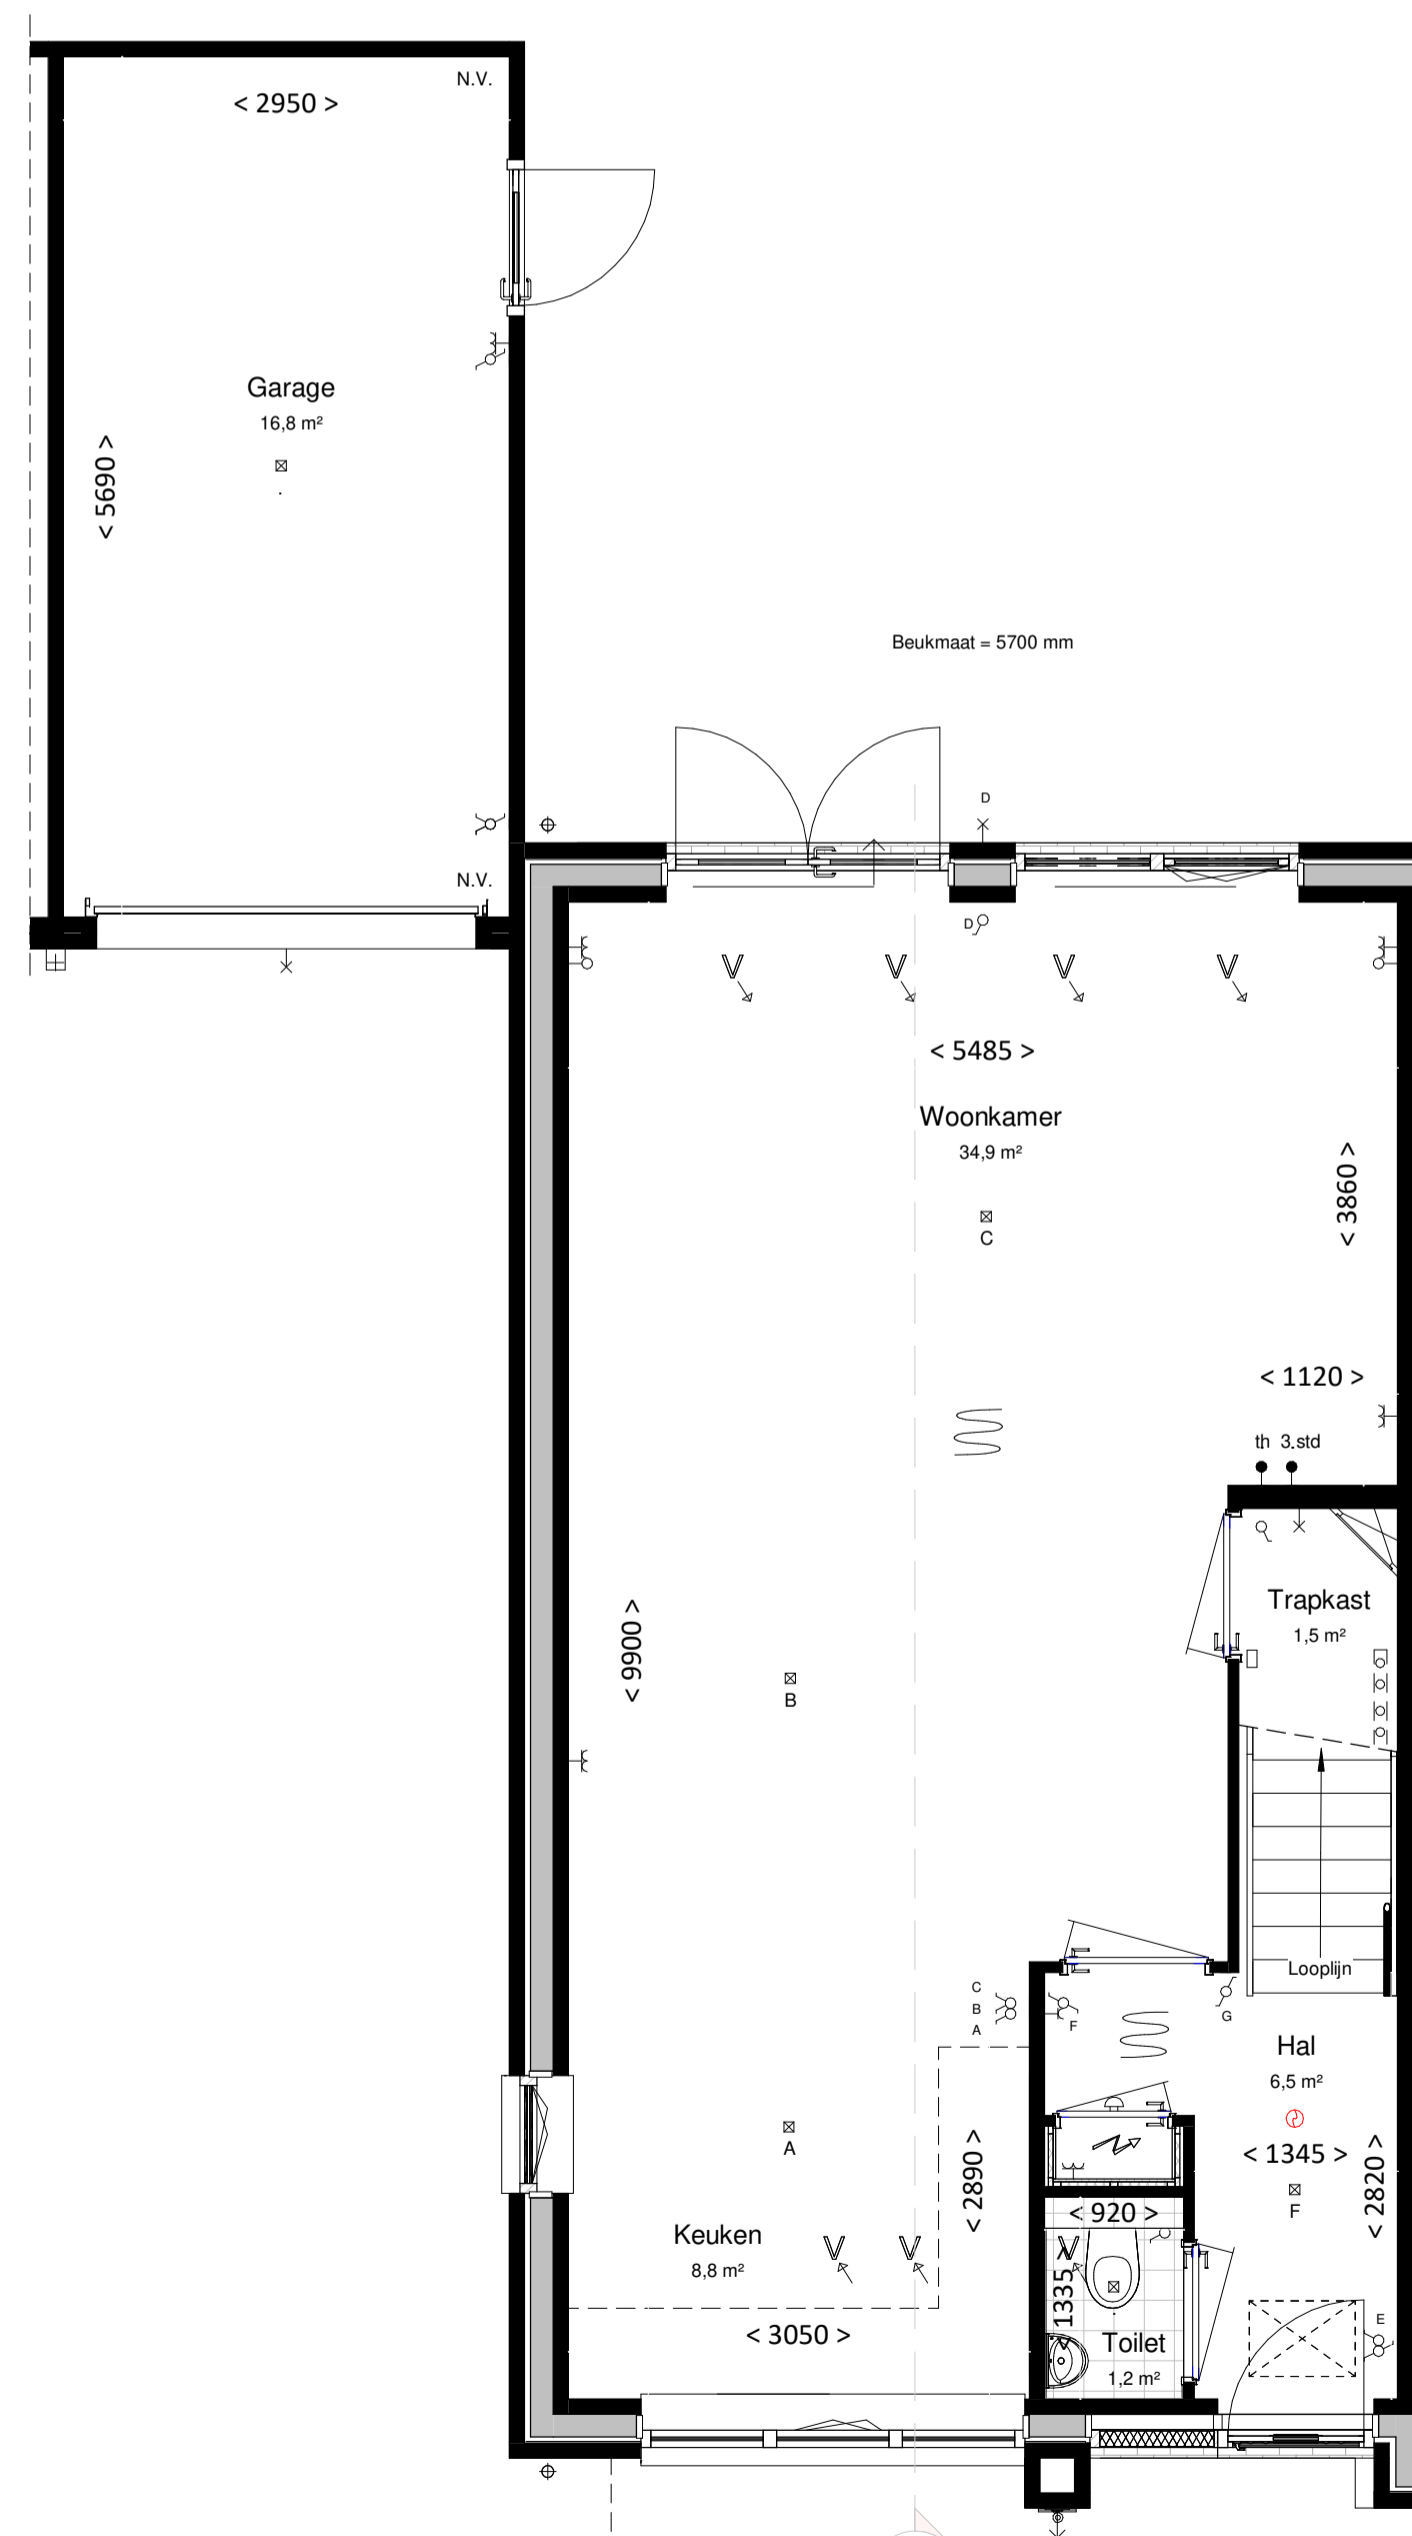 N.V.
< 2950 >
Garage
16,8 m²
< 5690 >
Beukmaat = 5700 mm
D
N.V.
D
V
V
V
V
< 5485 >
Woonkamer
34,9 m²
C
< 3860 >
< 1120 >
th 3.std
Trapkast
1,5 m²
< 9900 >
B
Looplijn
C
B
A
F
G
Hal
6,5 m²
A
< 2890 >
< 1345 >
< 2820 >
F
< 920 >
Keuken
8,8 m²
V
V
V
< 1335 >
E
< 3050 >
Toilet
1,2 m²